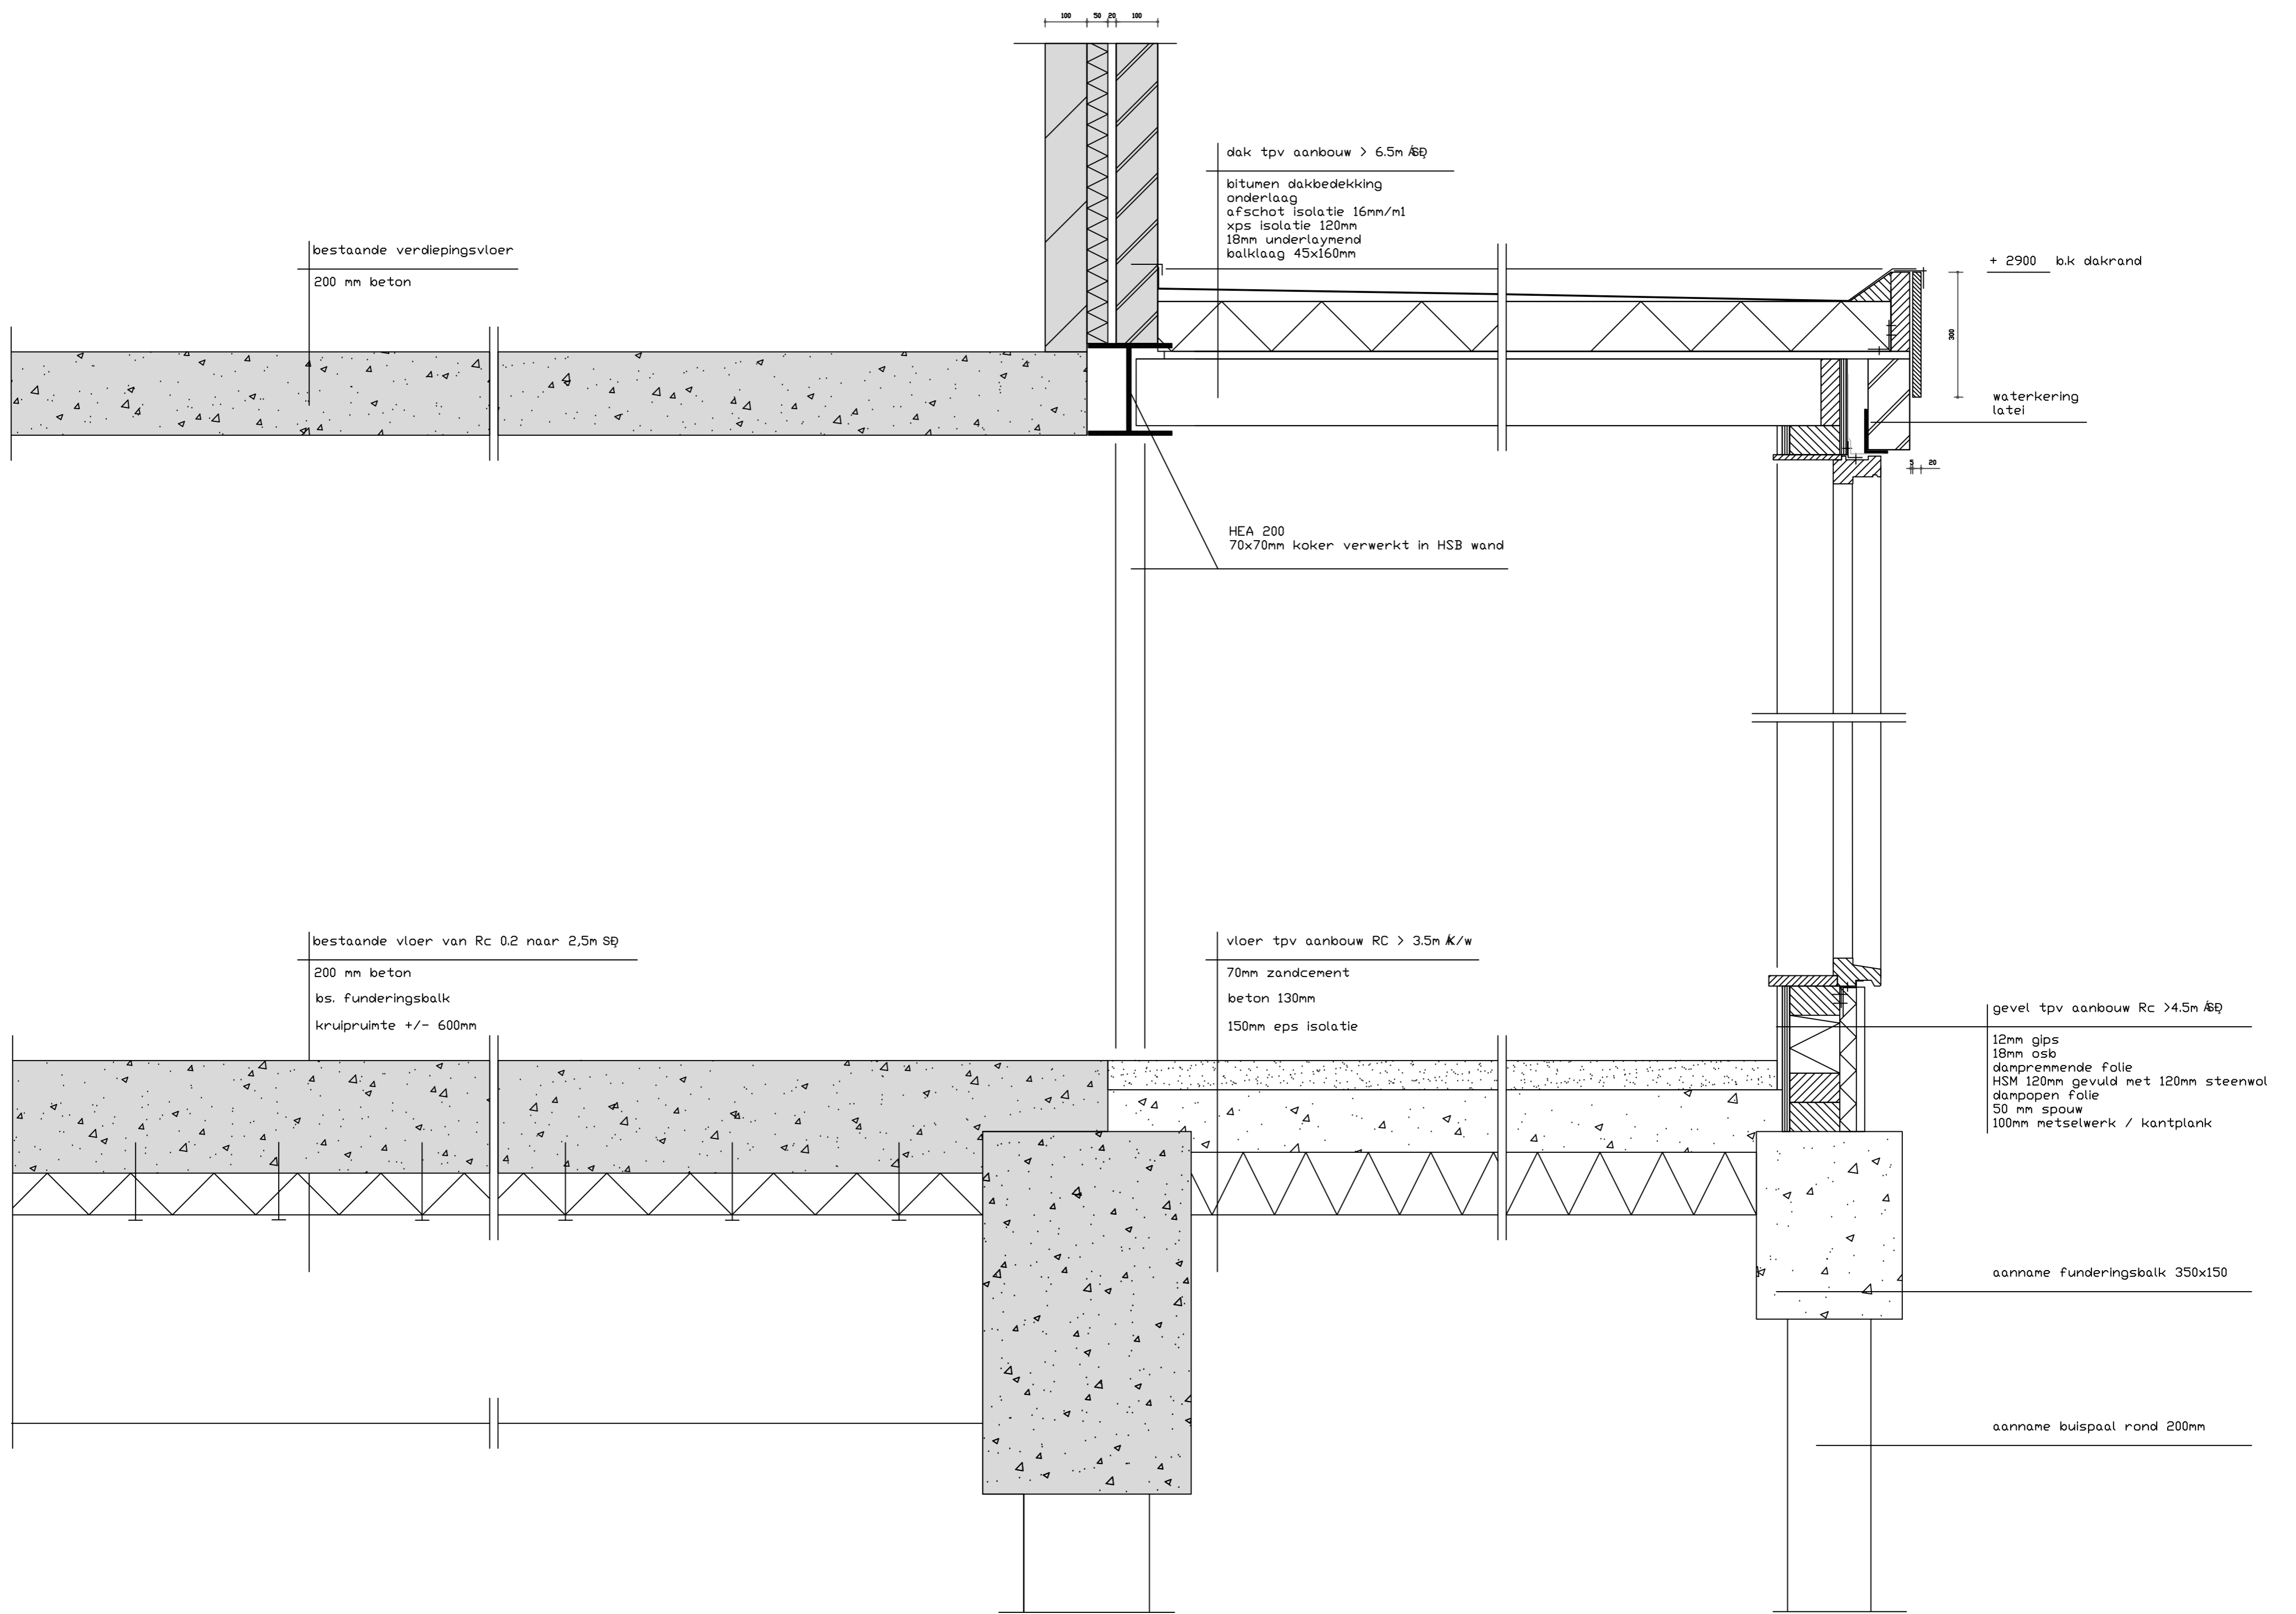 100 50 20 100
dak tpv aanbouw > 6.5m
bitumen dakbedekking
onderlaag
afschot isolatie 16mm/m1
xps isolatie 120mm
18mm underlaymend
balklaag 45x160mm
bestaande verdiepingsvloer
200 mm beton
+ 2900 b.k dakrand
300
waterkering
latei
5 20
HEA 200
70x70mm koker verwerkt in HSB wand
bestaande vloer van Rc 0.2 naar 2,5m
200 mm beton
bs. funderingsbalk
kruipruimte +/- 600mm
vloer tpv aanbouw RC > 3.5m K/w
70mm zandcement
beton 130mm
150mm eps isolatie
gevel tpv aanbouw Rc >4.5m
12mm gips
18mm osb
dampremmende folie
HSM 120mm gevuld met 120mm steenwol
dampopen folie
50 mm spouw
100mm metselwerk / kantplank
aanname funderingsbalk 350x150
aanname buispaal rond 200mm